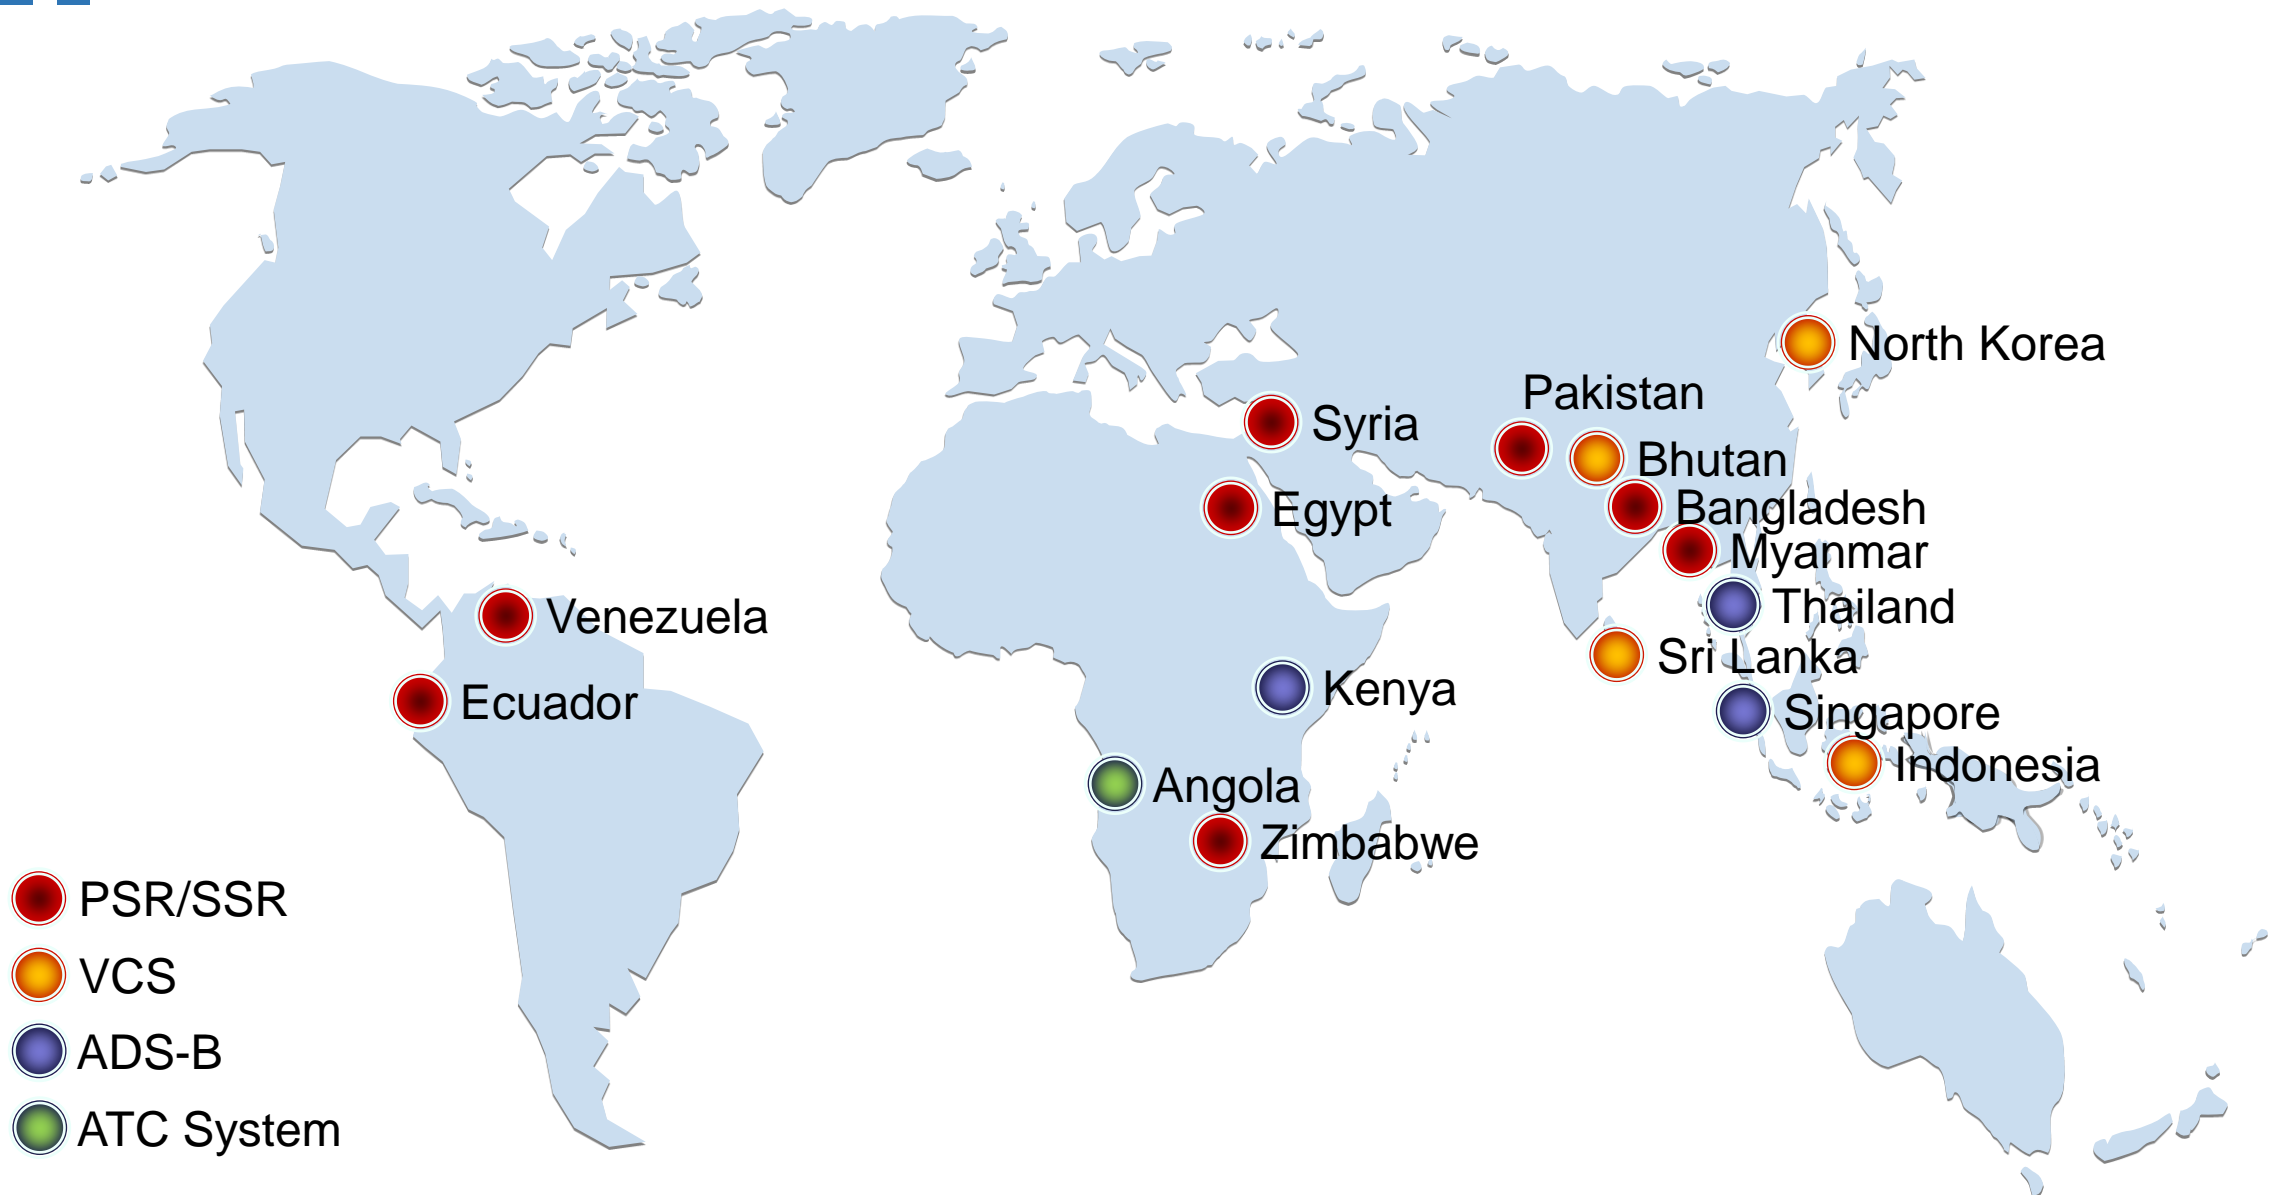 North Korea
Pakistan
Syria
Bhutan
Egypt
Bangladesh
Myanmar
Thailand
Venezuela
Sri Lanka
Kenya
Ecuador
Singapore
Indonesia
Angola
Zimbabwe
PSR/SSR
VCS
ADS-B
ATC System